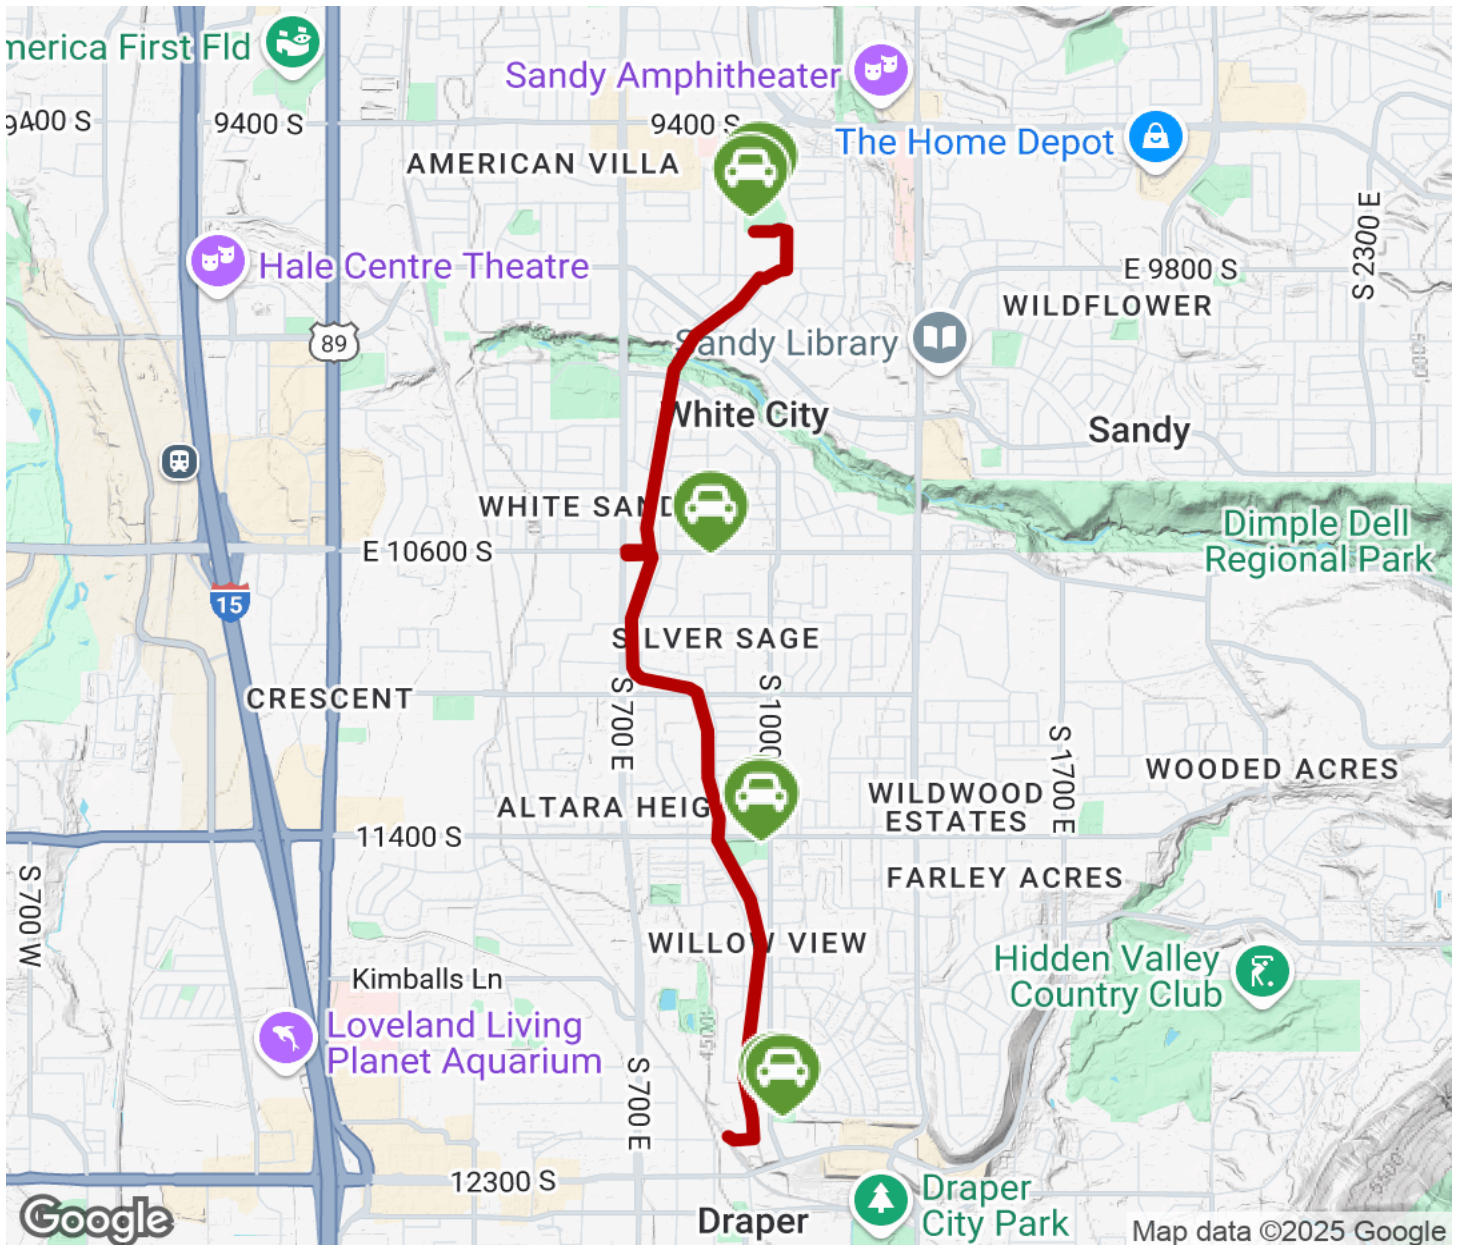 merica First Fld
Sandy Amphitheater
9400 S
9400 S
9400 S
The Home Depot
AMERICAN VILLA
S 2300 E
Hale Centre Theatre
E 9800 S
WILDFLOWER
89
Sandy Library
White City
Sandy
WHITE SAND
Dimple Dell
Regional Park
E 10600 S
15
SILVER SAGE
CRESCENT
S 700 E
S 1000
S 1700 E
WOODED ACRES
ALTARA HEIG
WILDWOOD
ESTATES
11400 S
S 700 W
FARLEY ACRES
WILLOW VIEW
Hidden Valley
Country Club
Kimballs Ln
Loveland Living
Planet Aquarium
4500'
S 700 E
12300 S
5500'
Draper
Draper
City Park
Google
Map data ©2025 Google